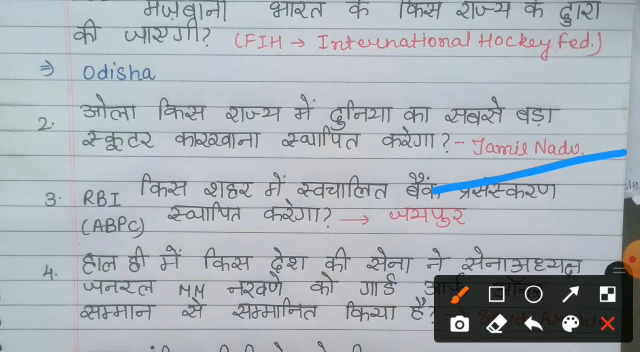 मेज़बानी भारत के किस राज्य के द्वारा
की जाएगी? (FIH → International Hockey Fed.)
⇒ Odisha
2. ओला किस राज्य में दुनिया का सबसे बड़ा
स्कूटर कारखाना स्थापित करेगा? - Tamil Nadu.
3. RBI किस शहर में स्वचालित बैंक प्रसंस्करण
(ABPC) स्थापित करेगा? → जयपुर
4. हाल ही में किस देश की सेना ने सेनाअध्यक्ष
जनरल MM नरवणे को गार्ड
सम्मान से सम्मानित किया है?